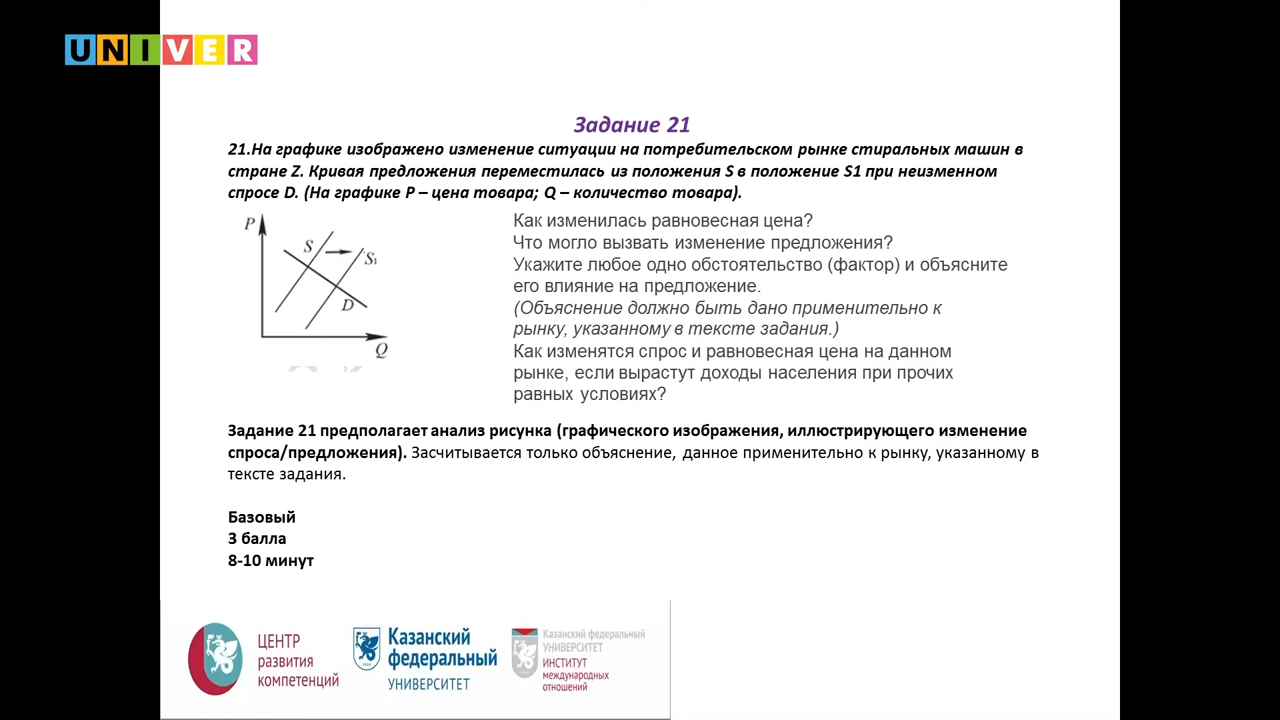 UNIVER
Задание 21
21.На графике изображено изменение ситуации на потребительском рынке стиральных машин в
стране Z. Кривая предложения переместилась из положения S в положение S1 при неизменном
спросе D. (На графике P – цена товара; Q – количество товара).
P
S
S1
D
Q
Как изменилась равновесная цена?
Что могло вызвать изменение предложения?
Укажите любое одно обстоятельство (фактор) и объясните
его влияние на предложение.
(Объяснение должно быть дано применительно к
рынку, указанному в тексте задания.)
Как изменятся спрос и равновесная цена на данном
рынке, если вырастут доходы населения при прочих
равных условиях?
Задание 21 предполагает анализ рисунка (графического изображения, иллюстрирующего изменение
спроса/предложения). Засчитывается только объяснение, данное применительно к рынку, указанному в
тексте задания.
Базовый
3 балла
8-10 минут
ЦЕНТР
развития
компетенций
Казанский
федеральный
УНИВЕРСИТЕТ
Казанский федеральный
УНИВЕРСИТЕТ
ИНСТИТУТ
международных
отношений